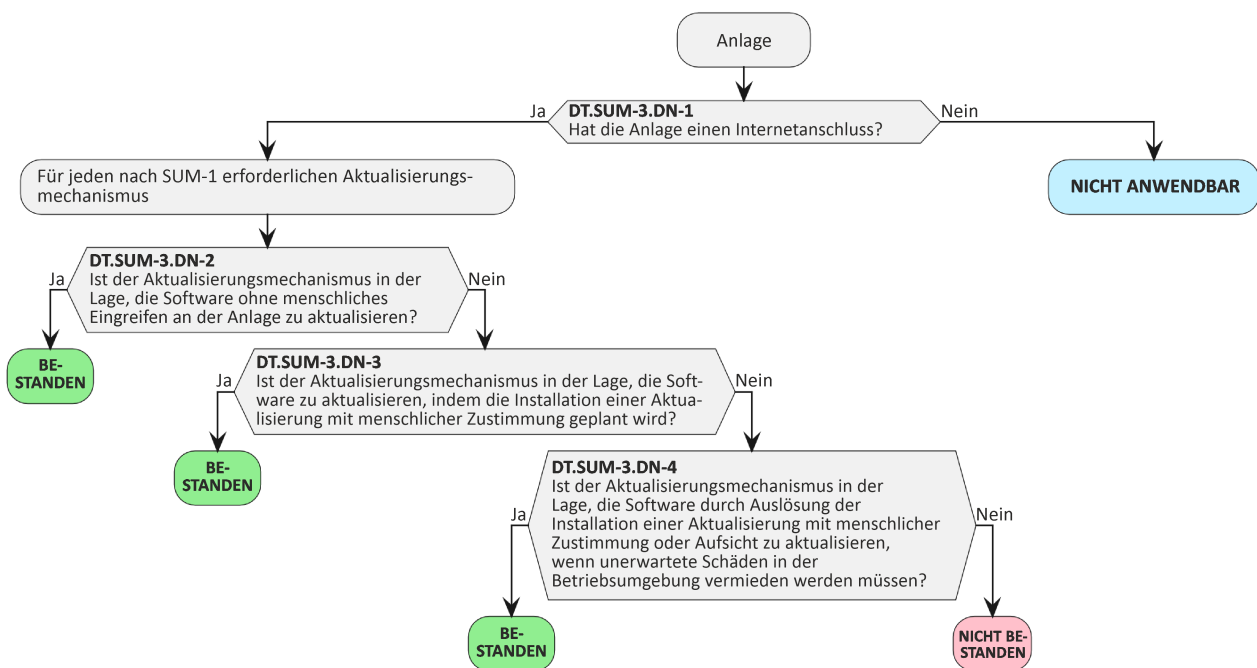 Anlage
DT.SUM-3.DN-1
Hat die Anlage einen Internetanschluss?
Ja
Nein
Für jeden nach SUM-1 erforderlichen Aktualisierungs-
mechanismus
NICHT ANWENDBAR
DT.SUM-3.DN-2
Ist der Aktualisierungsmechanismus in der
Lage, die Software ohne menschliches
Eingreifen an der Anlage zu aktualisieren?
Ja
Nein
BE-
STANDEN
DT.SUM-3.DN-3
Ist der Aktualisierungsmechanismus in der Lage, die Soft-
ware zu aktualisieren, indem die Installation einer Aktua-
lisierung mit menschlicher Zustimmung geplant wird?
Ja
Nein
BE-
STANDEN
DT.SUM-3.DN-4
Ist der Aktualisierungsmechanismus in der
Lage, die Software durch Auslösung der
Installation einer Aktualisierung mit menschlicher
Zustimmung oder Aufsicht zu aktualisieren,
wenn unerwartete Schäden in der
Betriebsumgebung vermieden werden müssen?
Ja
Nein
BE-
STANDEN
NICHT BE-
STANDEN